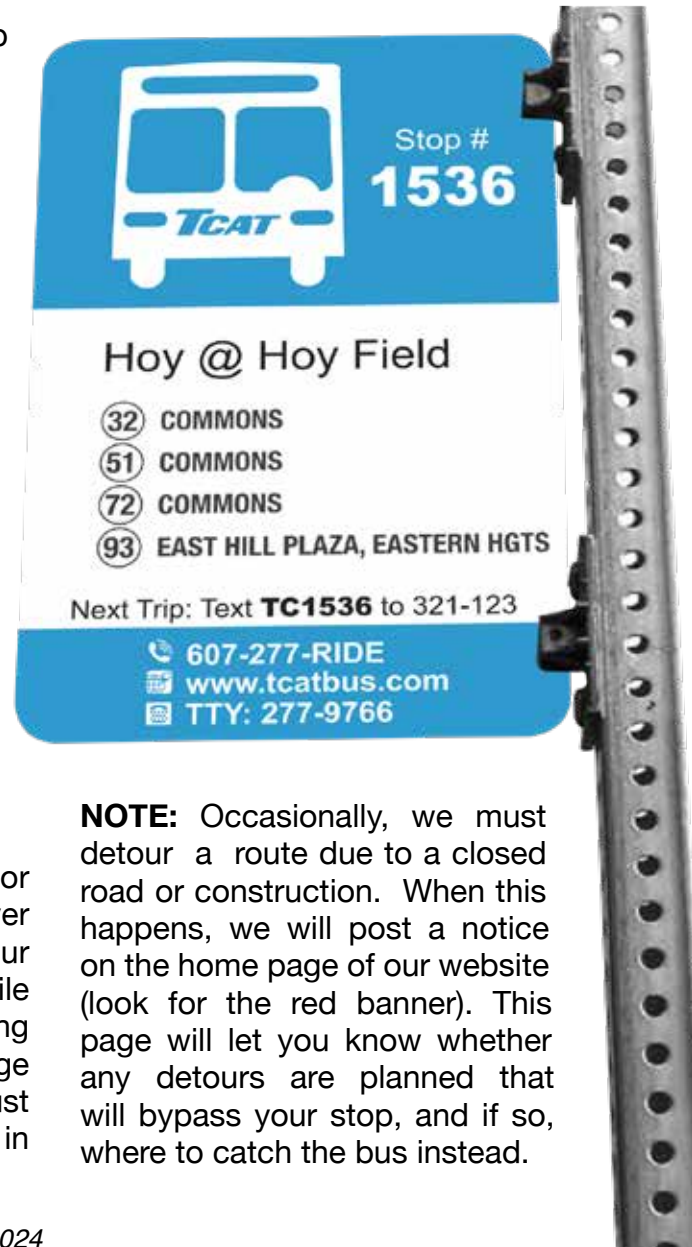 Stop #
1536
TCAT
Hoy @ Hoy Field
32 COMMONS
51 COMMONS
72 COMMONS
93 EAST HILL PLAZA, EASTERN HGTS
Next Trip: Text TC1536 to 321-123
607-277-RIDE
www.tcatbus.com
TTY: 277-9766
NOTE: Occasionally, we must
detour a route due to a closed
road or construction. When this
happens, we will post a notice
on the home page of our website
(look for the red banner). This
page will let you know whether
any detours are planned that
will bypass your stop, and if so,
where to catch the bus instead.
or
in